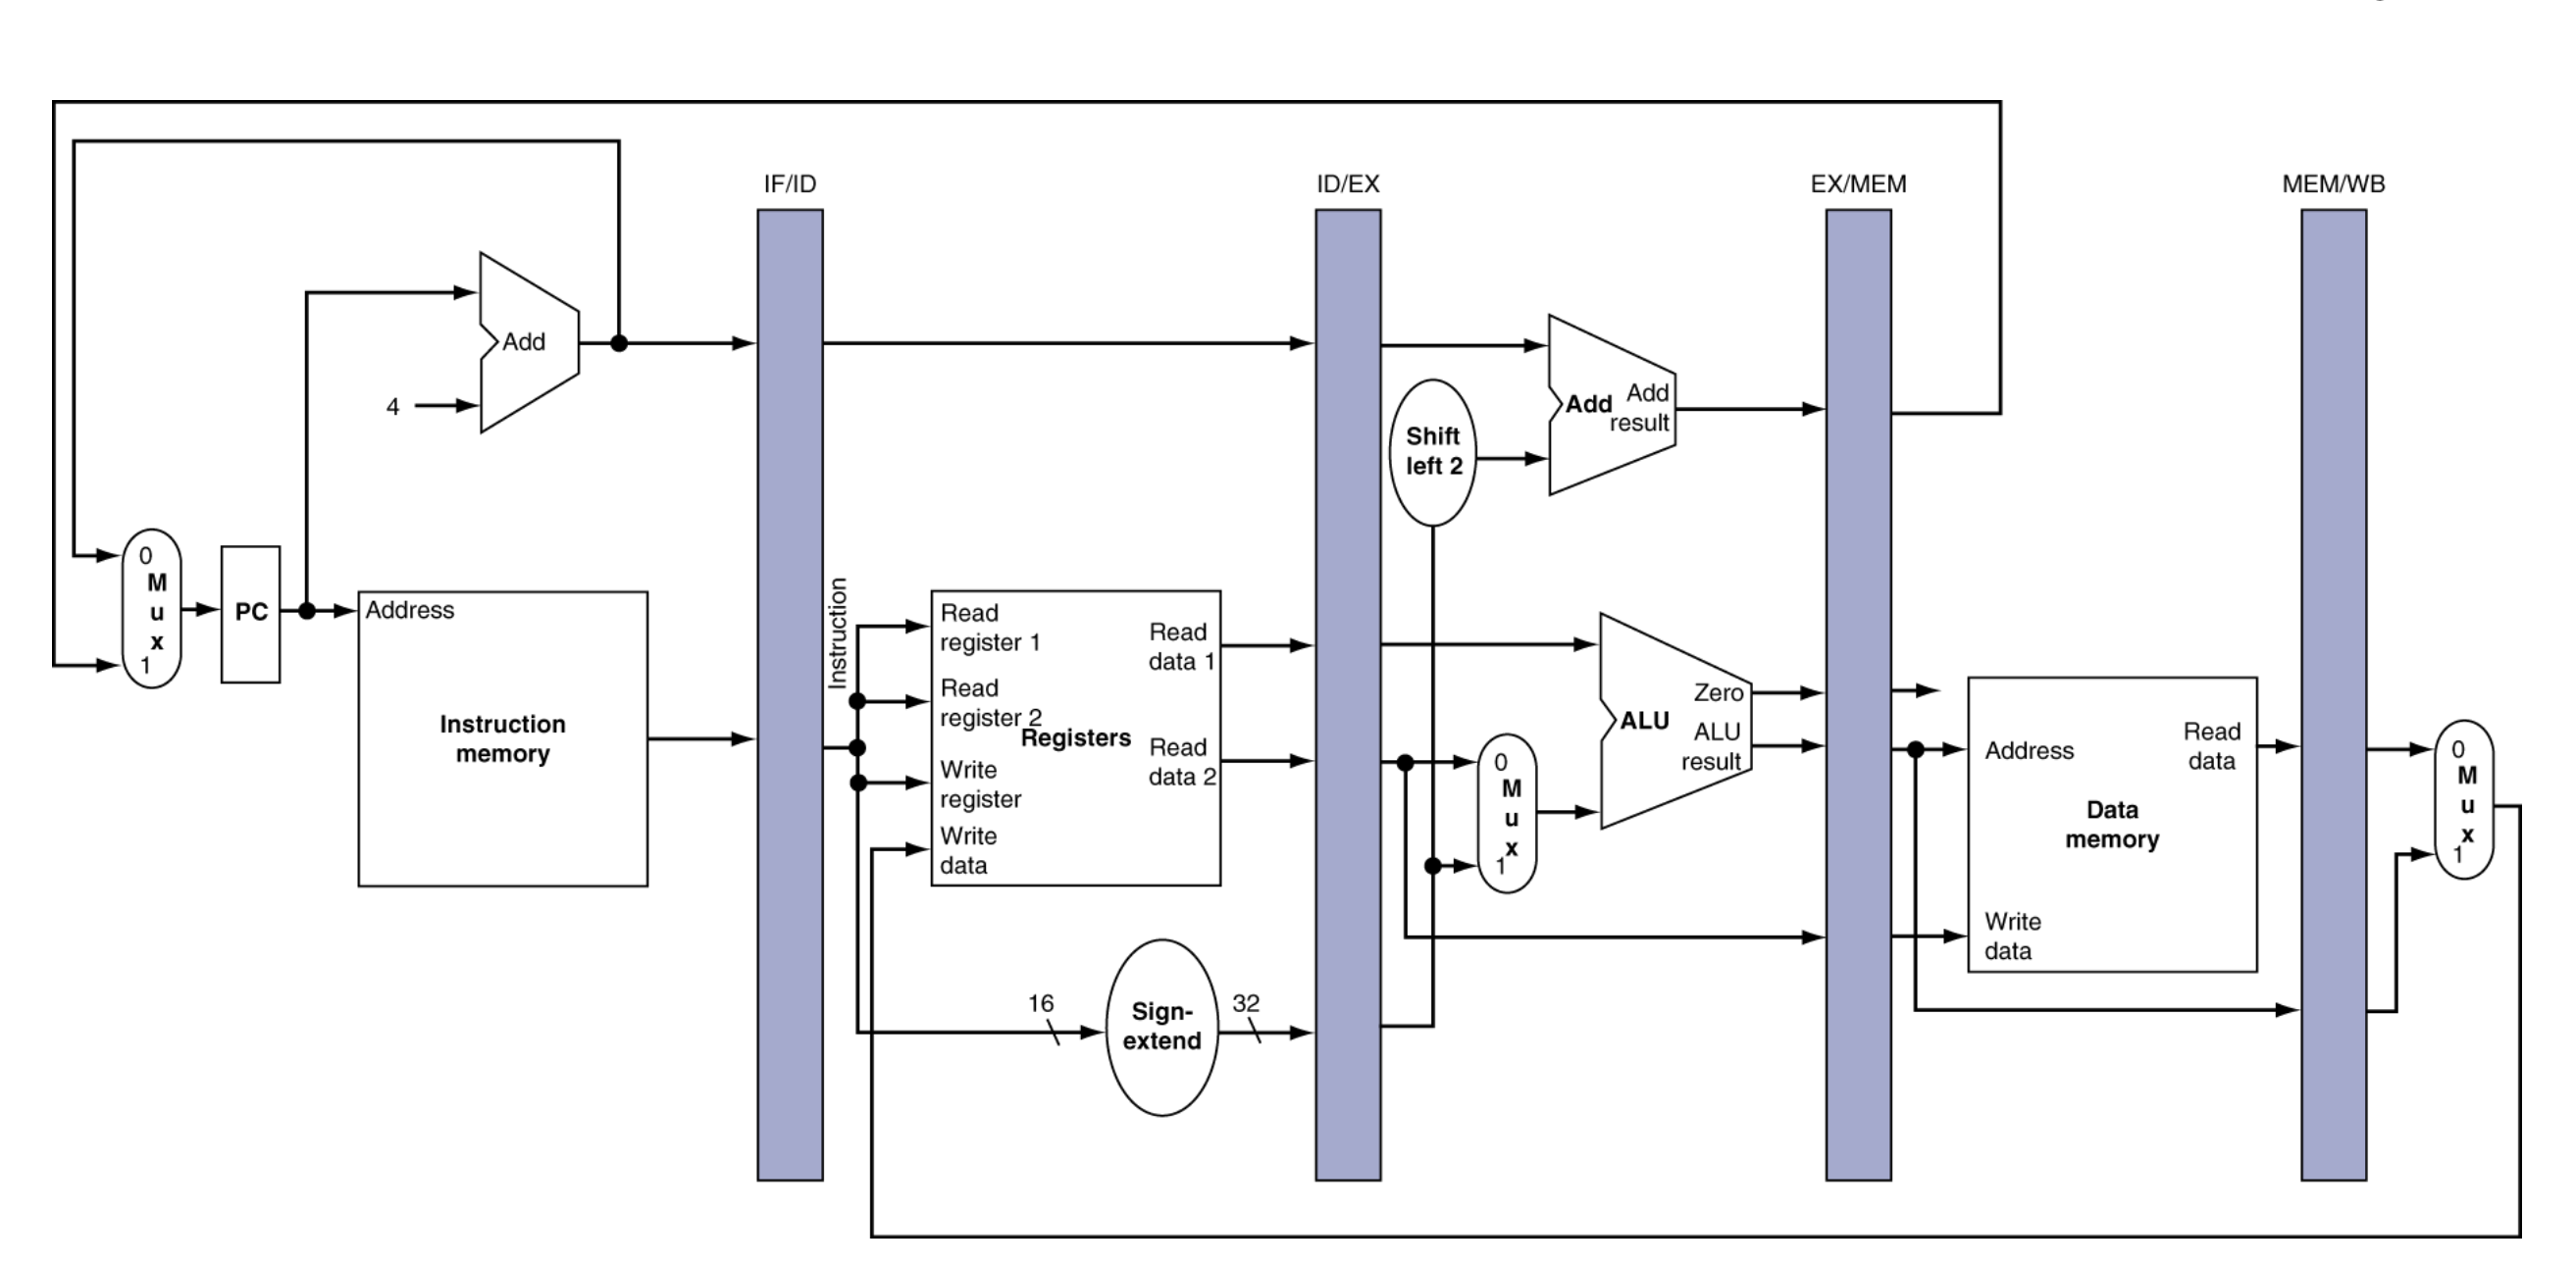 IF/ID
ID/EX
EX/MEM
MEM/WB
Add
4
Shift
left 2
Add
Add
result
0
M
u
x
1
PC
Address
Instruction
memory
Instruction
Read
register 1
Read
register 2
Write
register
Write
data
Registers
Read
data 1
Read
data 2
16
Sign-
extend
32
0
M
u
x
1
ALU
Zero
ALU
result
Address
Read
data
Data
memory
Write
data
0
M
u
x
1